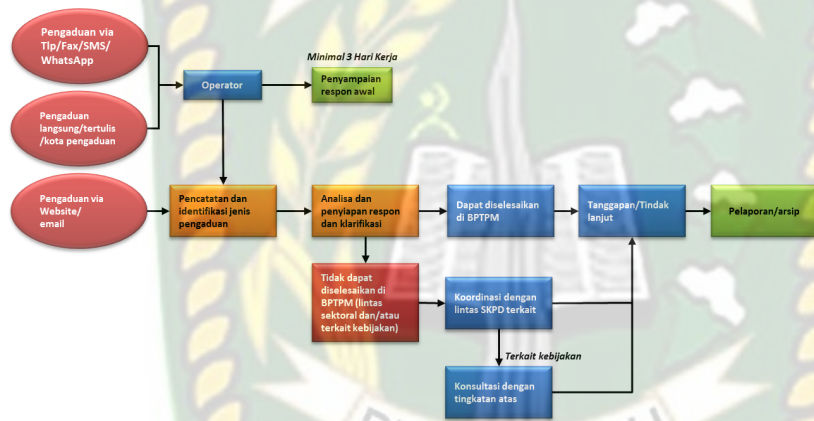 Pengaduan via
Tlp/Fax/SMS/
WhatsApp
Minimal 3 Hari Kerja
Operator
Penyampaian
respon awal
Pengaduan
langsung/tertulis
/kota pengaduan
Pengaduan via
Website/
email
Pencatatan dan
identifikasi jenis
pengaduan
Analisa dan
penyiapan respon
dan klarifikasi
Dapat diselesaikan
di BPTPM
Tanggapan/Tindak
lanjut
Pelaporan/arsip
Tidak dapat
diselesaikan di
BPTPM (lintas
sektoral dan/atau
terkait kebijakan)
Koordinasi dengan
lintas SKPD terkait
Terkait kebijakan
Konsultasi dengan
tingkatan atas